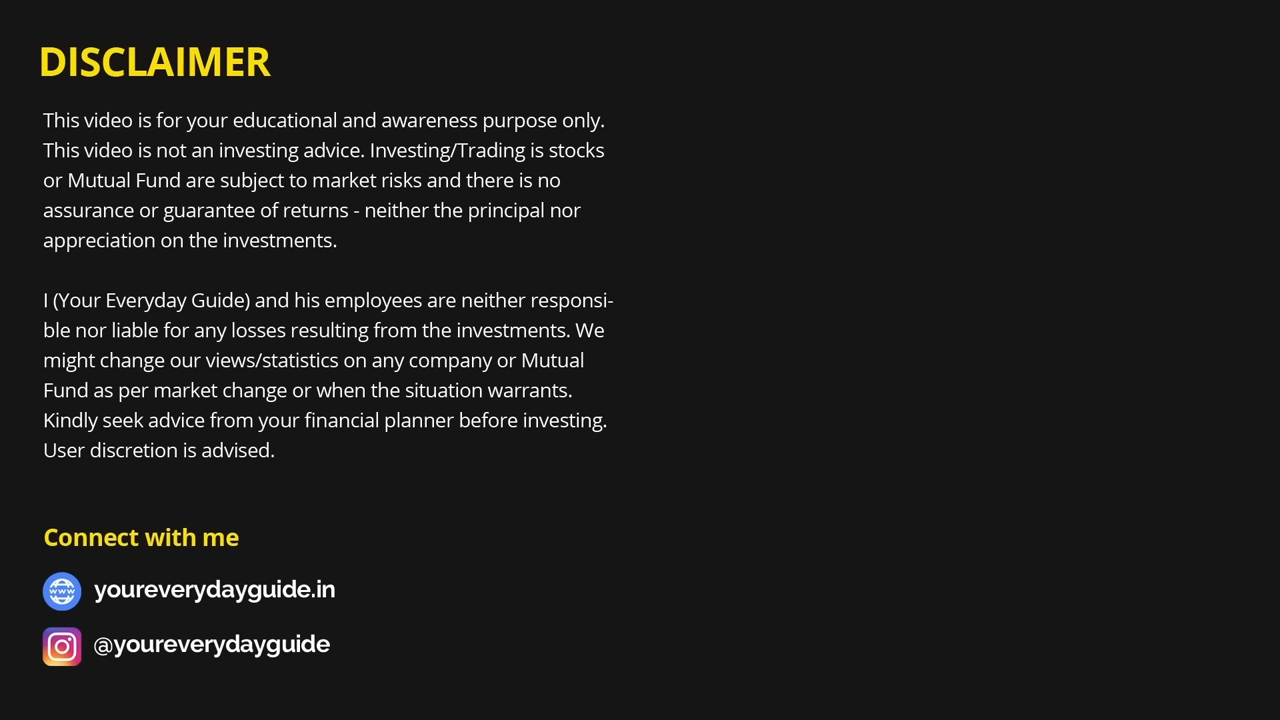 DISCLAIMER
This video is for your educational and awareness purpose only.
This video is not an investing advice. Investing/Trading is stocks
or Mutual Fund are subject to market risks and there is no
assurance or guarantee of returns - neither the principal nor
appreciation on the investments.
I (Your Everyday Guide) and his employees are neither responsi-
ble nor liable for any losses resulting from the investments. We
might change our views/statistics on any company or Mutual
Fund as per market change or when the situation warrants.
Kindly seek advice from your financial planner before investing.
User discretion is advised.
Connect with me
www youreverydayguide.in
@youreverydayguide